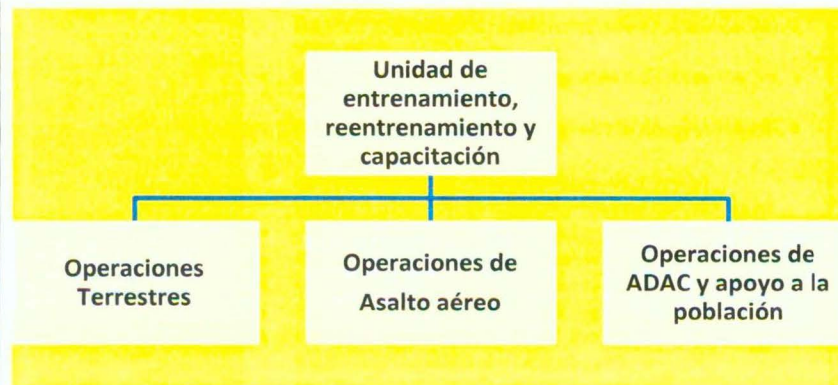 Unidad de
entrenamiento,
reentrenamiento y
capacitación
Operaciones
Terrestres
Operaciones de
Asalto aéreo
Operaciones de
ADAC y apoyo a la
población